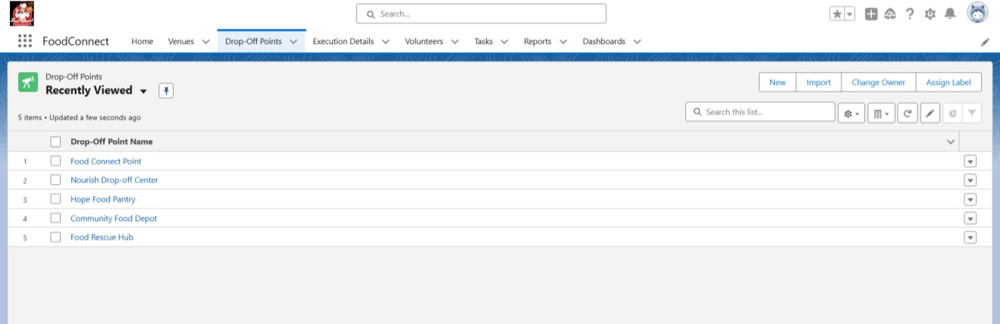 Search...
FoodConnect Home Venues Drop-Off Points Execution Details Volunteers Tasks Reports Dashboards
Drop-Off Points
Recently Viewed
New Import Change Owner Assign Label
5 items • Updated a few seconds ago
Search this list...
Drop-Off Point Name
1 Food Connect Point
2 Nourish Drop-off Center
3 Hope Food Pantry
4 Community Food Depot
5 Food Rescue Hub